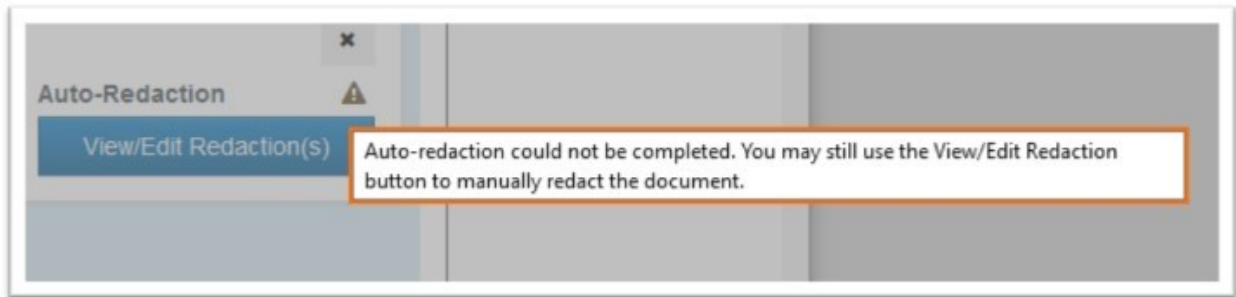 Auto-Redaction
View/Edit Redaction(s)
Auto-redaction could not be completed. You may still use the View/Edit Redaction
button to manually redact the document.